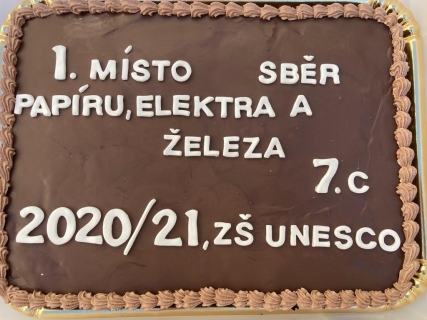 1. MÍSTO SBĚR
PAPÍRU, ELEKTRA A
ŽELEZA
7. C
2020/21, ZŠ UNESCO